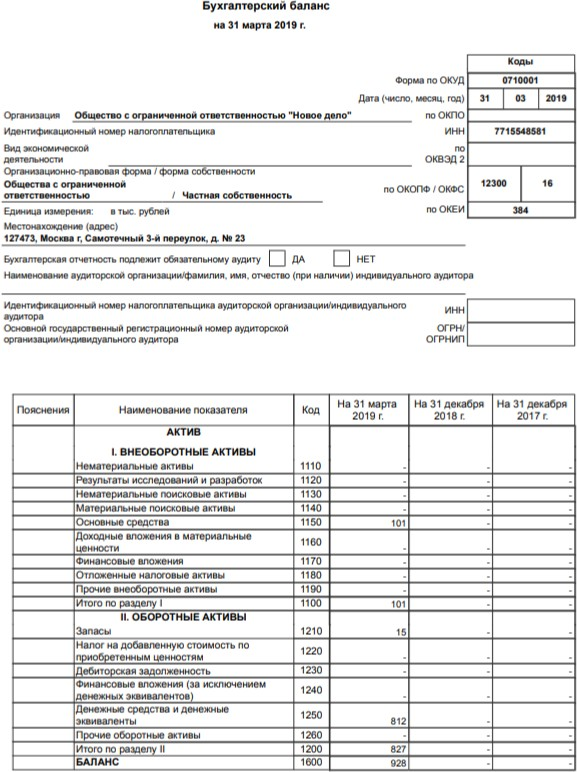 Бухгалтерский баланс
на 31 марта 2019 г.
Коды
Форма по ОКУД 0710001
Дата (число, месяц, год) 31 03 2019
Организация Общество с ограниченной ответственностью "Новое дело" по ОКПО
Идентификационный номер налогоплательщика ИНН 7715548581
Вид экономической
деятельности
по
ОКВЭД 2
Организационно-правовая форма / форма собственности
Общества с ограниченной
ответственностью / Частная собственность
по ОКОПФ / ОКФС 12300 16
Единица измерения: в тыс. рублей по ОКЕИ 384
Местонахождение (адрес)
127473, Москва г, Самотечный 3-й переулок, д. № 23
Бухгалтерская отчетность подлежит обязательному аудиту ДА НЕТ
Наименование аудиторской организации/фамилия, имя, отчество (при наличии) индивидуального аудитора
Идентификационный номер налогоплательщика аудиторской организации/индивидуального
аудитора
ИНН
Основной государственный регистрационный номер аудиторской
организации/индивидуального аудитора
ОГРН/
ОГРНИП
Пояснения Наименование показателя Код На 31 марта 2019 г. На 31 декабря 2018 г. На 31 декабря 2017 г.
АКТИВ
I. ВНЕОБОРОТНЫЕ АКТИВЫ
Нематериальные активы 1110 - - -
Результаты исследований и разработок 1120 - - -
Нематериальные поисковые активы 1130 - - -
Материальные поисковые активы 1140 - - -
Основные средства 1150 101 - -
Доходные вложения в материальные
ценности 1160 - - -
Финансовые вложения 1170 - - -
Отложенные налоговые активы 1180 - - -
Прочие внеоборотные активы 1190 - - -
Итого по разделу I 1100 101 - -
II. ОБОРОТНЫЕ АКТИВЫ
Запасы 1210 15 - -
Налог на добавленную стоимость по
приобретенным ценностям 1220 - - -
Дебиторская задолженность 1230 - - -
Финансовые вложения (за исключением
денежных эквивалентов) 1240 - - -
Денежные средства и денежные
эквиваленты 1250 812 - -
Прочие оборотные активы 1260 - - -
Итого по разделу II 1200 827 - -
БАЛАНС 1600 928 - -